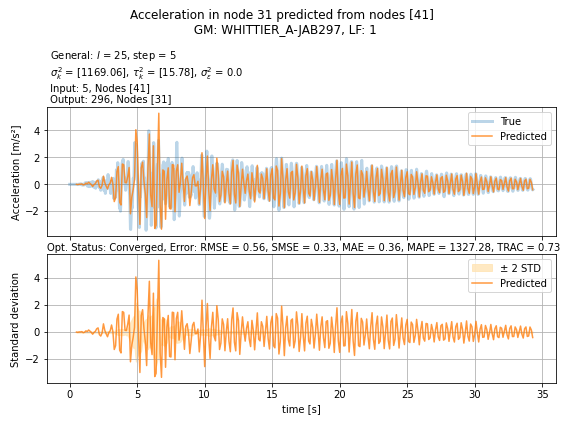 Acceleration in node 31 predicted from nodes [41]
GM: WHITTIER_A-JAB297, LF: 1
General: l = 25, step = 5
σ²ₖ = [1169.06], τ²ₖ = [15.78], σ²_ε = 0.0
Input: 5, Nodes [41]
Output: 296, Nodes [31]
Acceleration [m/s²]
4
2
0
−2
True
Predicted
Opt. Status: Converged, Error: RMSE = 0.56, SMSE = 0.33, MAE = 0.36, MAPE = 1327.28, TRAC = 0.73
Standard deviation
4
2
0
−2
± 2 STD
Predicted
0 5 10 15 20 25 30 35
time [s]